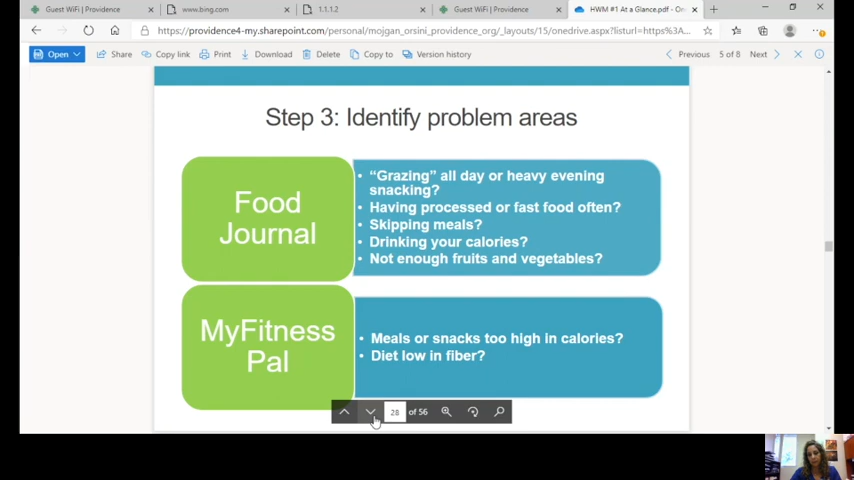 Guest WiFi | Providence
www.bing.com
1.1.1.2
Guest WiFi | Providence
HWM #1 At a Glance.pdf - On
https://providence4-my.sharepoint.com/personal/mojgan_orsini_providence_org/_layouts/15/onedrive.aspx?listurl=https%3A...
Open
Share
Copy link
Print
Download
Delete
Copy to
Version history
Previous
5 of 8
Next
Step 3: Identify problem areas
Food
Journal
• "Grazing" all day or heavy evening
snacking?
• Having processed or fast food often?
• Skipping meals?
• Drinking your calories?
• Not enough fruits and vegetables?
MyFitness
Pal
• Meals or snacks too high in calories?
• Diet low in fiber?
28 of 56